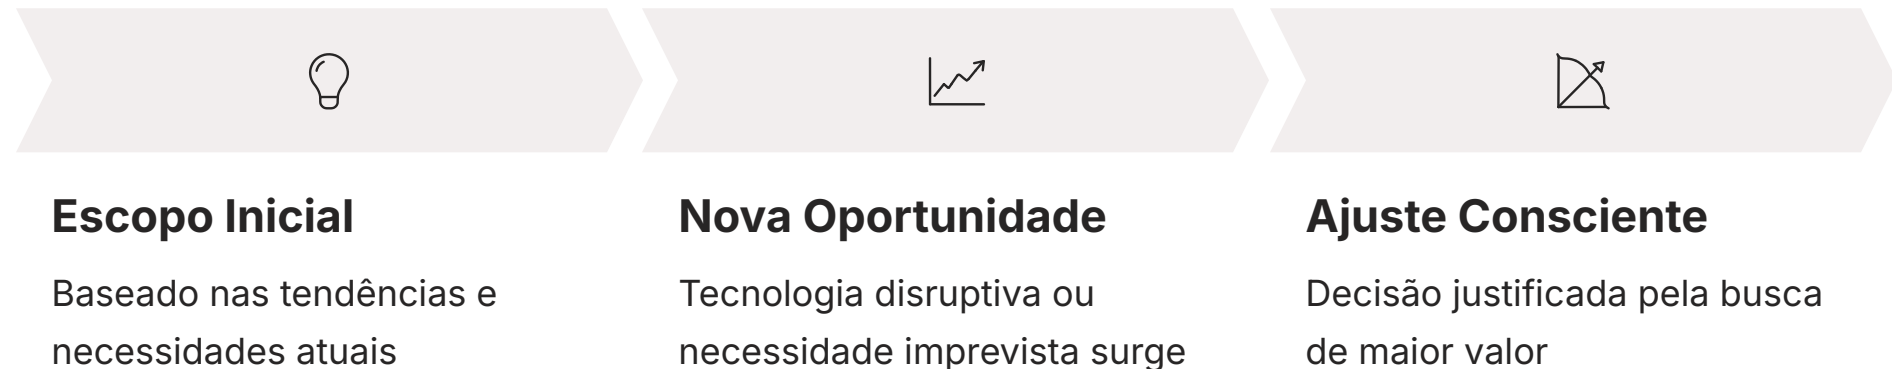 Escopo Inicial
Baseado nas tendências e
necessidades atuais
Nova Oportunidade
Tecnologia disruptiva ou
necessidade imprevista surge
Ajuste Consciente
Decisão justificada pela busca
de maior valor